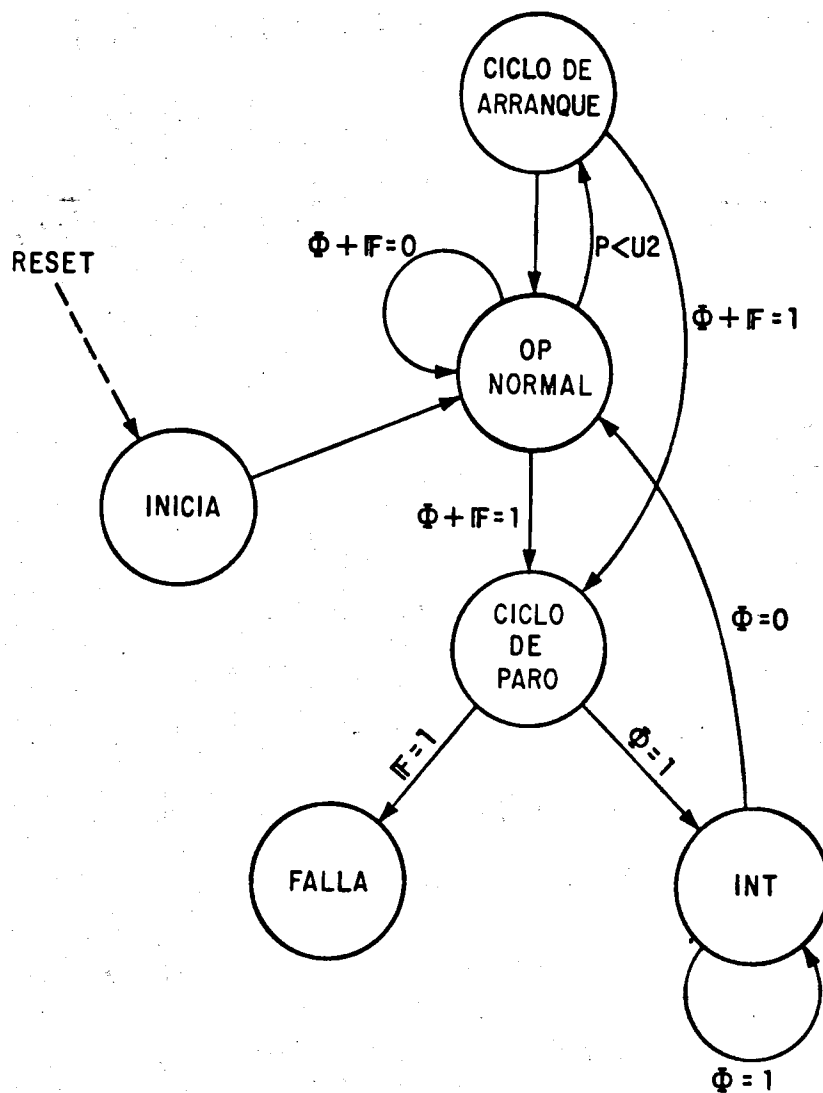 CICLO DE
ARRANQUE
RESET
Φ + F = 0
P<U2
Φ + F = 1
OP
NORMAL
INICIA
Φ + F = 1
CICLO
DE
PARO
Φ = 0
F = 1
Φ = 1
FALLA
INT
Φ = 1